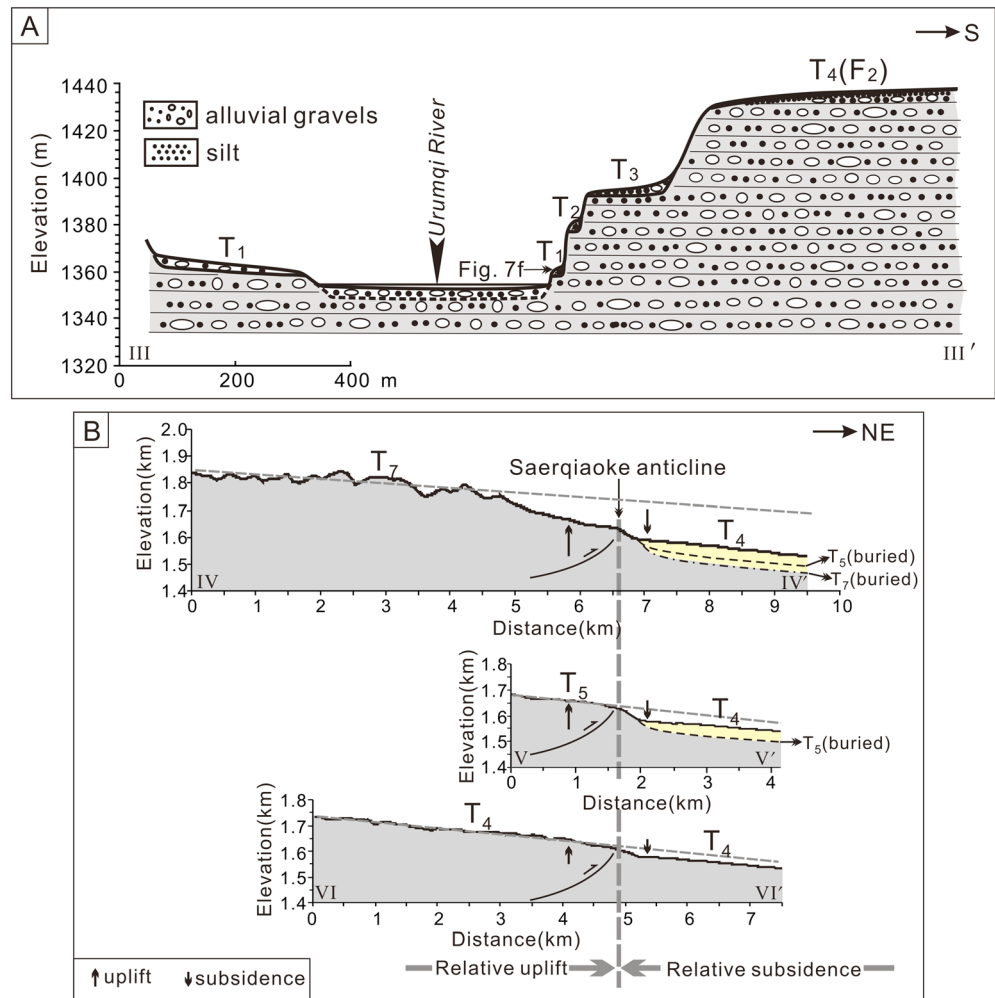 A
S
T4(F2)
1440
1420
1400
1380
1360
1340
1320
Elevation (m)
alluvial gravels
silt
Urumqi River
T3
T2
T1
T1
Fig. 7f
III
III′
0
200
400 m
B
NE
2.0
1.9
1.8
1.7
1.6
1.5
1.4
Elevation(km)
T7
Saerqiaoke anticline
T4
T5(buried)
T7(buried)
IV
IV′
0 1 2 3 4 5 6 7 8 9 10
Distance(km)
1.8
1.7
1.6
1.5
1.4
Elevation(km)
T5
T4
T5(buried)
V
V′
0 1 2 3 4
Distance(km)
1.8
1.7
1.6
1.5
1.4
Elevation(km)
T4
T4
VI
VI′
0 1 2 3 4 5 6 7
Distance(km)
uplift subsidence
Relative uplift
Relative subsidence